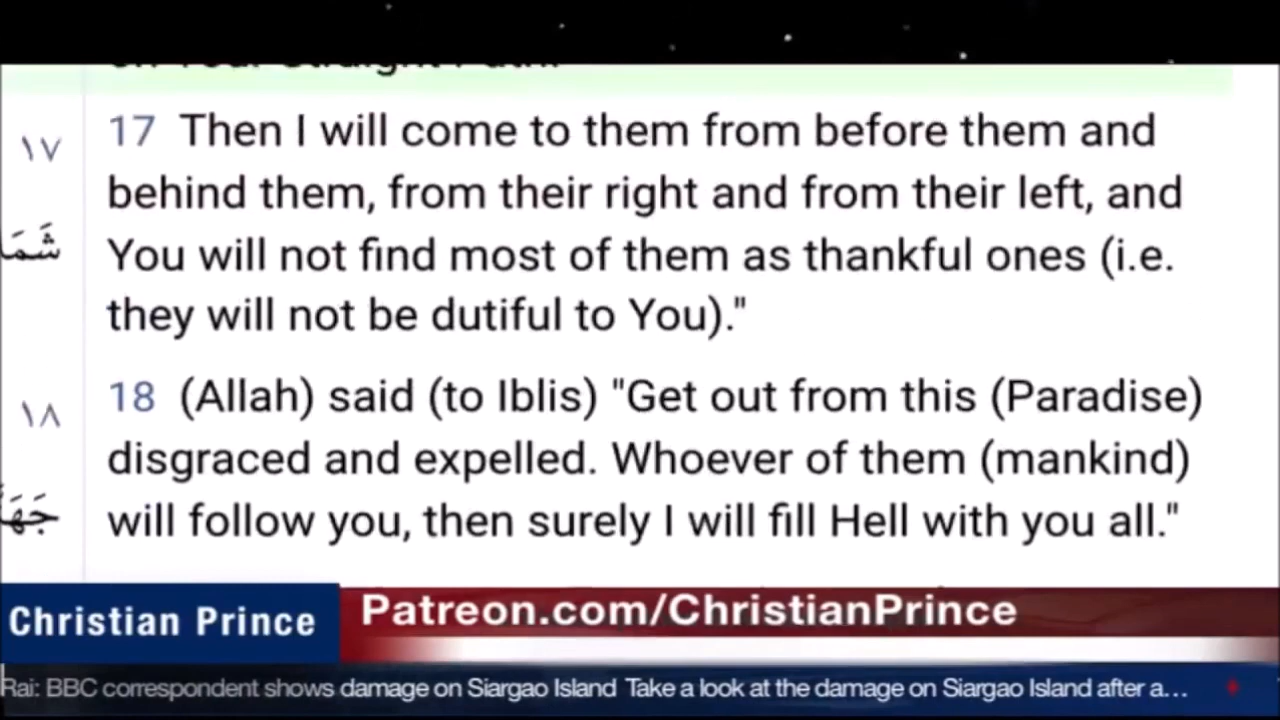 on Your Straight Path.
١٧
17 Then I will come to them from before them and
behind them, from their right and from their left, and
شَمَا
You will not find most of them as thankful ones (i.e.
they will not be dutiful to You)."
١٨
18 (Allah) said (to Iblis) "Get out from this (Paradise)
disgraced and expelled. Whoever of them (mankind)
جَهَ
will follow you, then surely I will fill Hell with you all."
Christian Prince
Patreon.com/ChristianPrince
Rai: BBC correspondent shows damage on Siargao Island Take a look at the damage on Siargao Island after a...